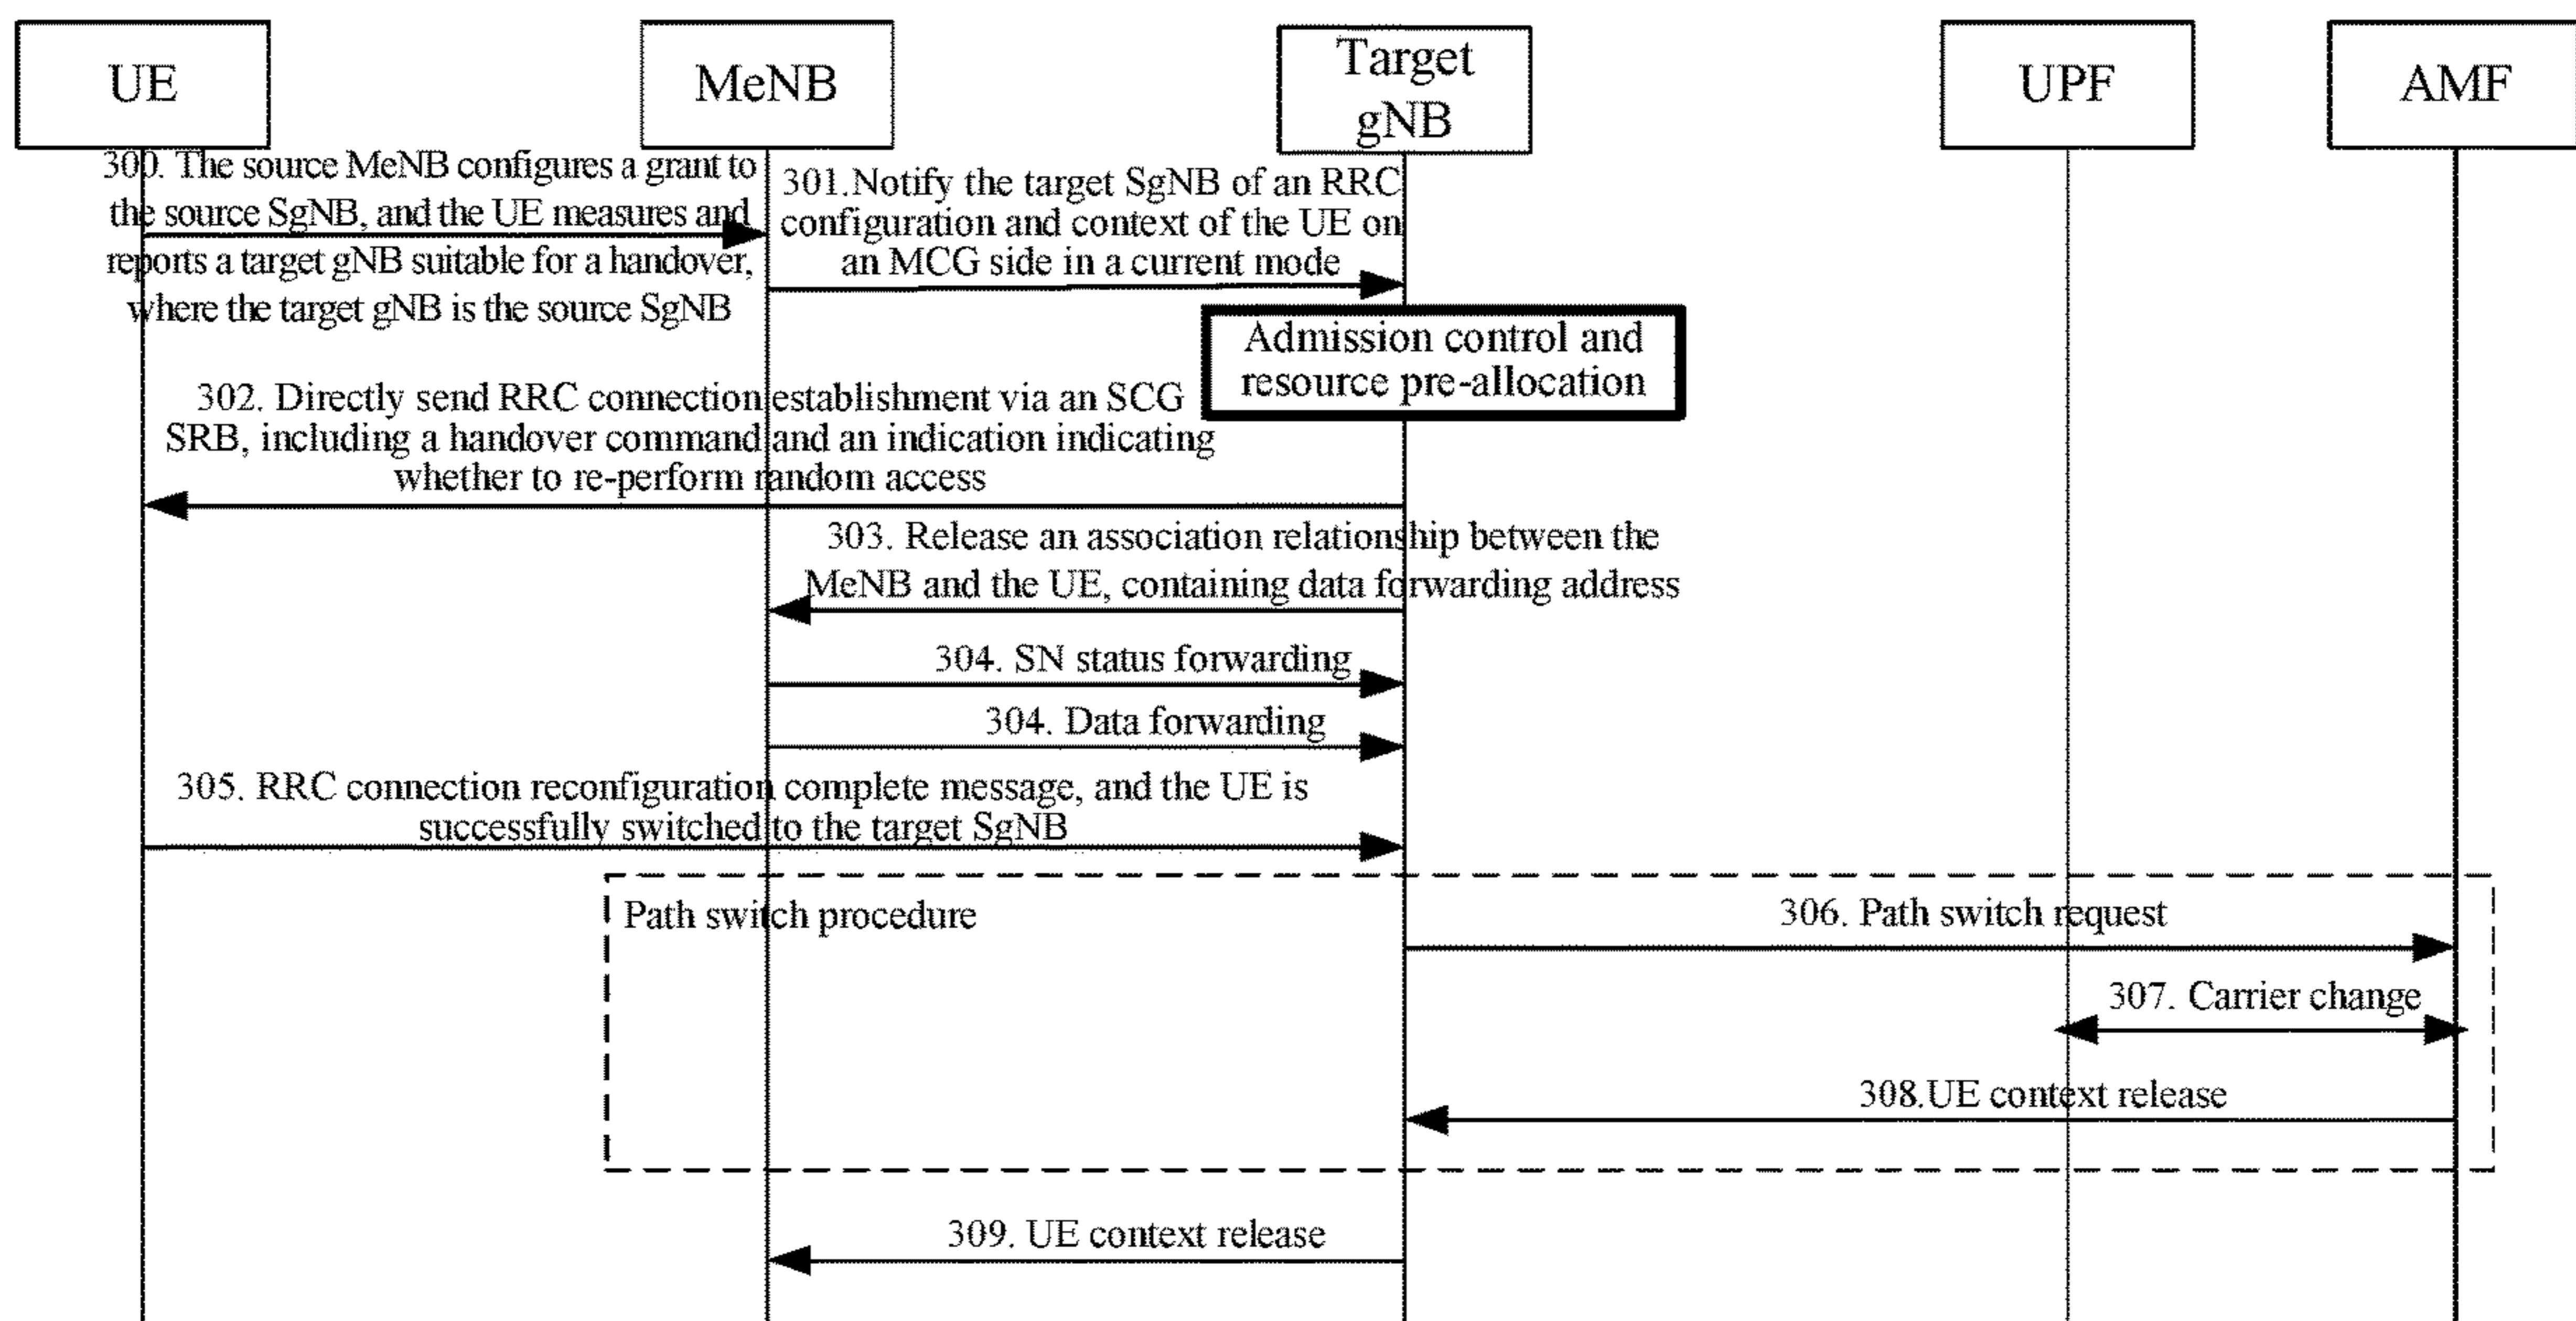 UE
MeNB
Target
gNB
UPF
AMF
300. The source MeNB configures a grant to
the source SgNB, and the UE measures and
reports a target gNB suitable for a handover,
where the target gNB is the source SgNB
301.Notify the target SgNB of an RRC
configuration and context of the UE on
an MCG side in a current mode
Admission control and
resource pre-allocation
302. Directly send RRC connection establishment via an SCG
SRB, including a handover command and an indication indicating
whether to re-perform random access
303. Release an association relationship between the
MeNB and the UE, containing data forwarding address
304. SN status forwarding
304. Data forwarding
305. RRC connection reconfiguration complete message, and the UE is
successfully switched to the target SgNB
Path switch procedure
306. Path switch request
307. Carrier change
308.UE context release
309. UE context release